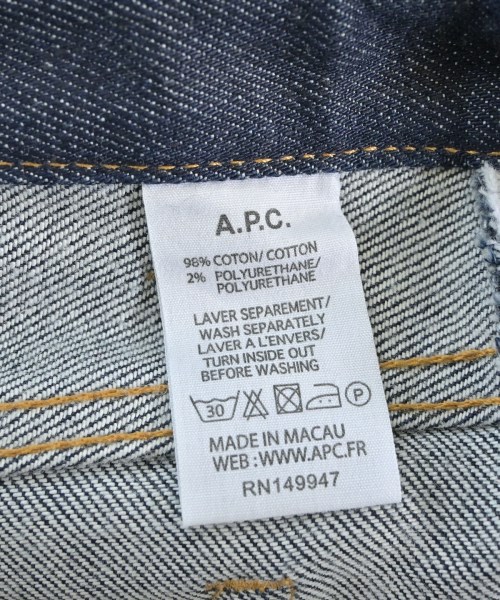 A.P.C.
98% COTON/ COTTON
2% POLYURETHANE/
POLYURETHANE
LAVER SEPAREMENT/
WASH SEPARATELY
LAVER A L'ENVERS/
TURN INSIDE OUT
BEFORE WASHING
30 P
MADE IN MACAU
WEB : WWW.APC.FR
RN149947